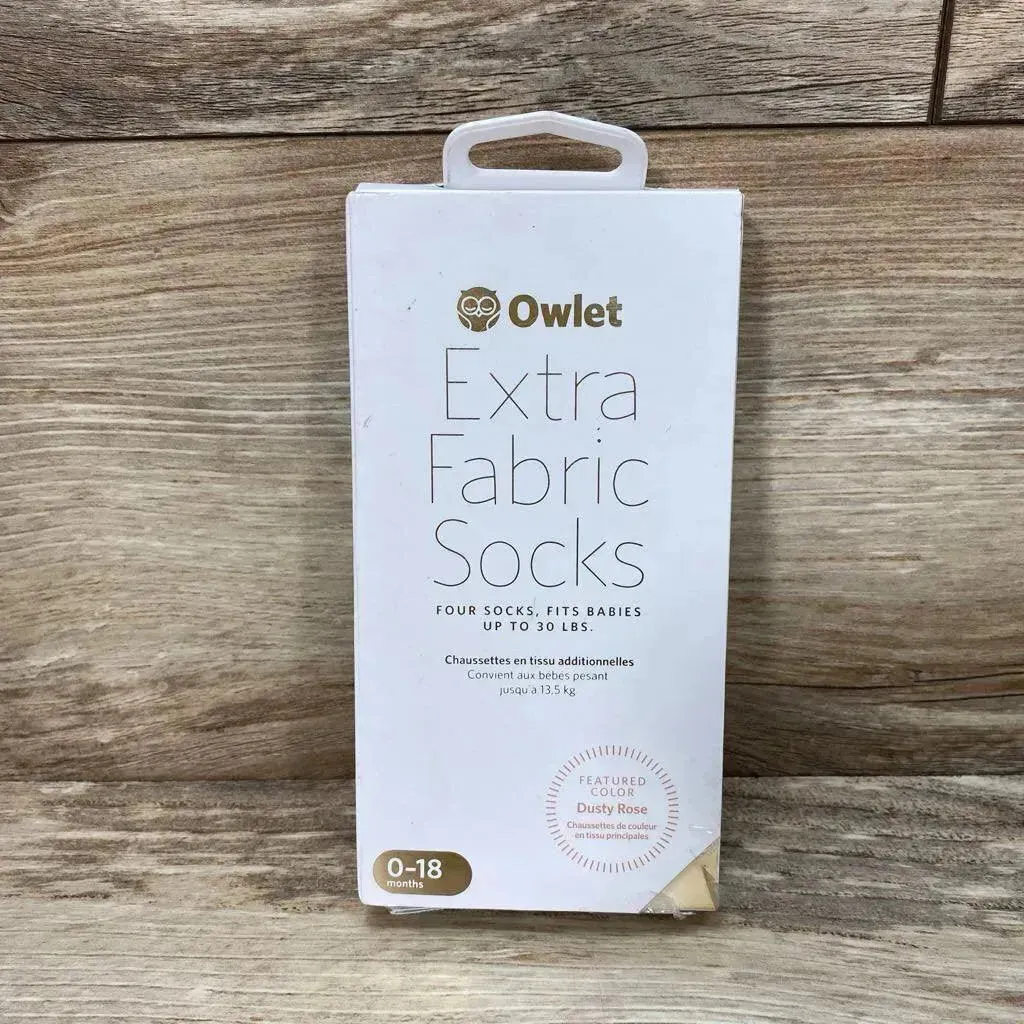 Owlet
Extra
Fabric
Socks
FOUR SOCKS, FITS BABIES
UP TO 30 LBS.
Chaussettes en tissu additionnelles
Convient aux bébés pesant
jusqu'à 13,5 kg
FEATURED
COLOR
Dusty Rose
Chaussettes de couleur
en tissu principales
0-18
months